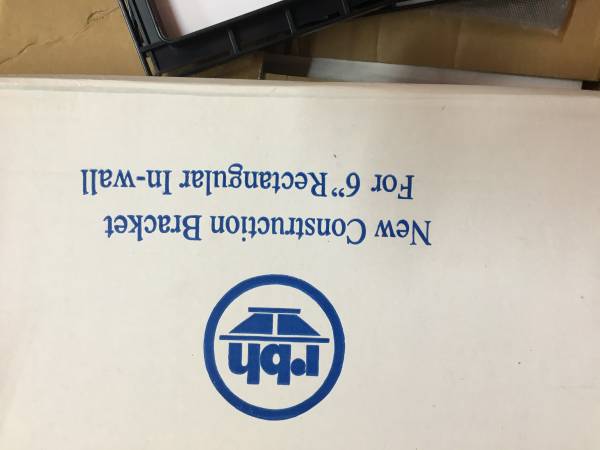 rbh
New Construction Bracket
For 6" Rectangular In-wall